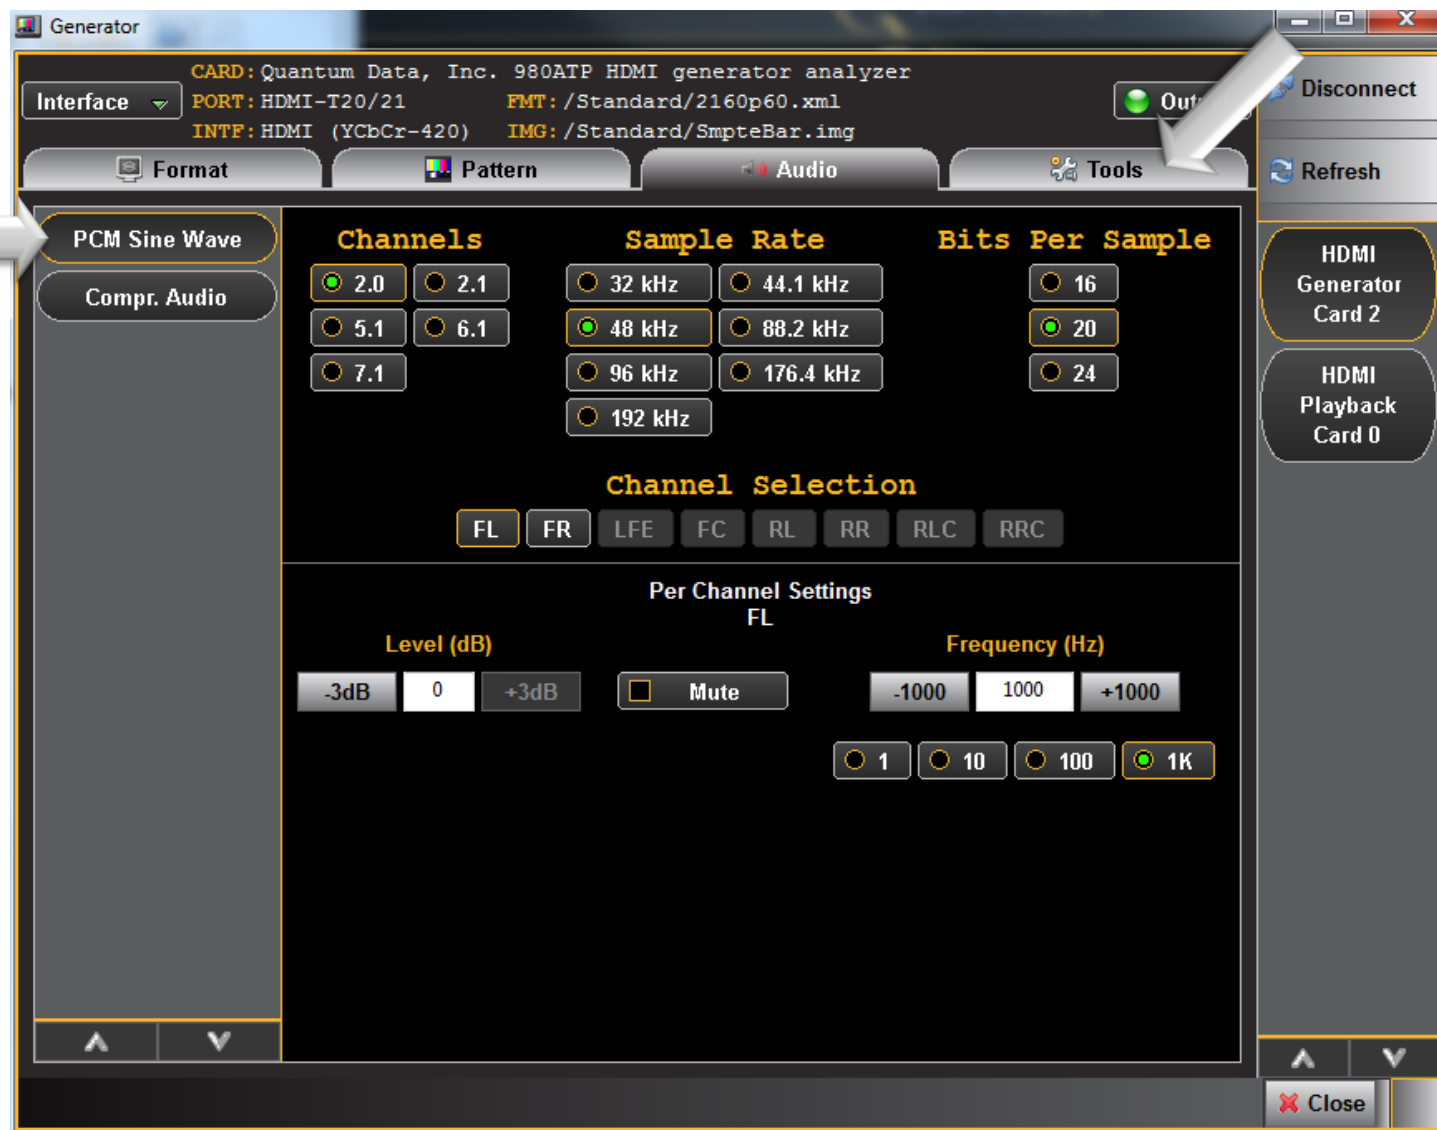 Generator
CARD: Quantum Data, Inc. 980ATP HDMI generator analyzer
Interface PORT: HDMI-T20/21 FMT: /Standard/2160p60.xml
INTF: HDMI (YCbCr-420) IMG: /Standard/SmpteBar.img
Disconnect
Format Pattern Audio Tools
Refresh
PCM Sine Wave
Compr. Audio
Channels Sample Rate Bits Per Sample
2.0 2.1 32 kHz 44.1 kHz 16
5.1 6.1 48 kHz 88.2 kHz 20
7.1 96 kHz 176.4 kHz 24
192 kHz
HDMI
Generator
Card 2
HDMI
Playback
Card 0
Channel Selection
FL FR LFE FC RL RR RLC RRC
Per Channel Settings
FL
Level (dB) Frequency (Hz)
-3dB 0 +3dB Mute -1000 1000 +1000
1 10 100 1K
Close